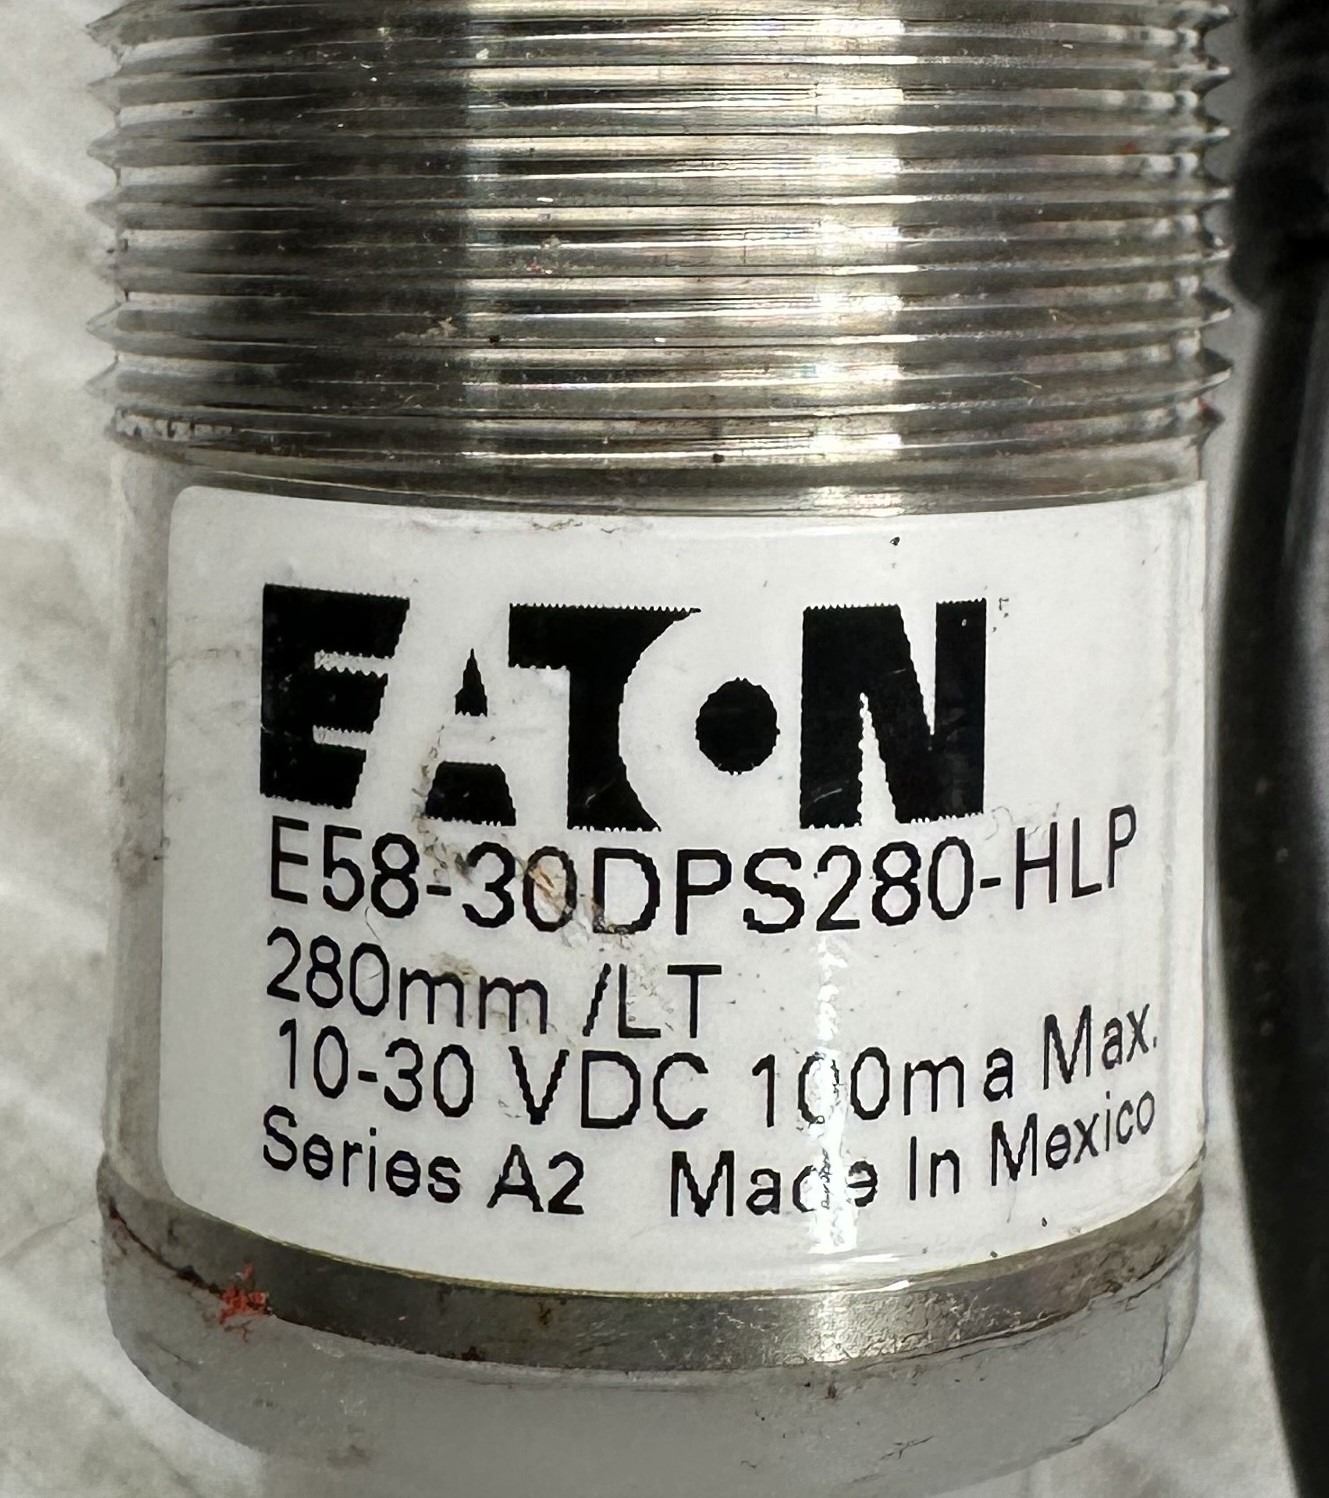 EATON
E58-30DPS280-HLP
280mm /LT
10-30 VDC 100ma Max.
Series A2 Made In Mexico